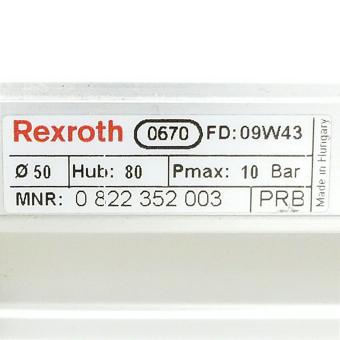 Rexroth 0670 FD: 09W43
Ø 50 Hub: 80 Pmax: 10 Bar
MNR: 0 822 352 003 PRB
Made in Hungary